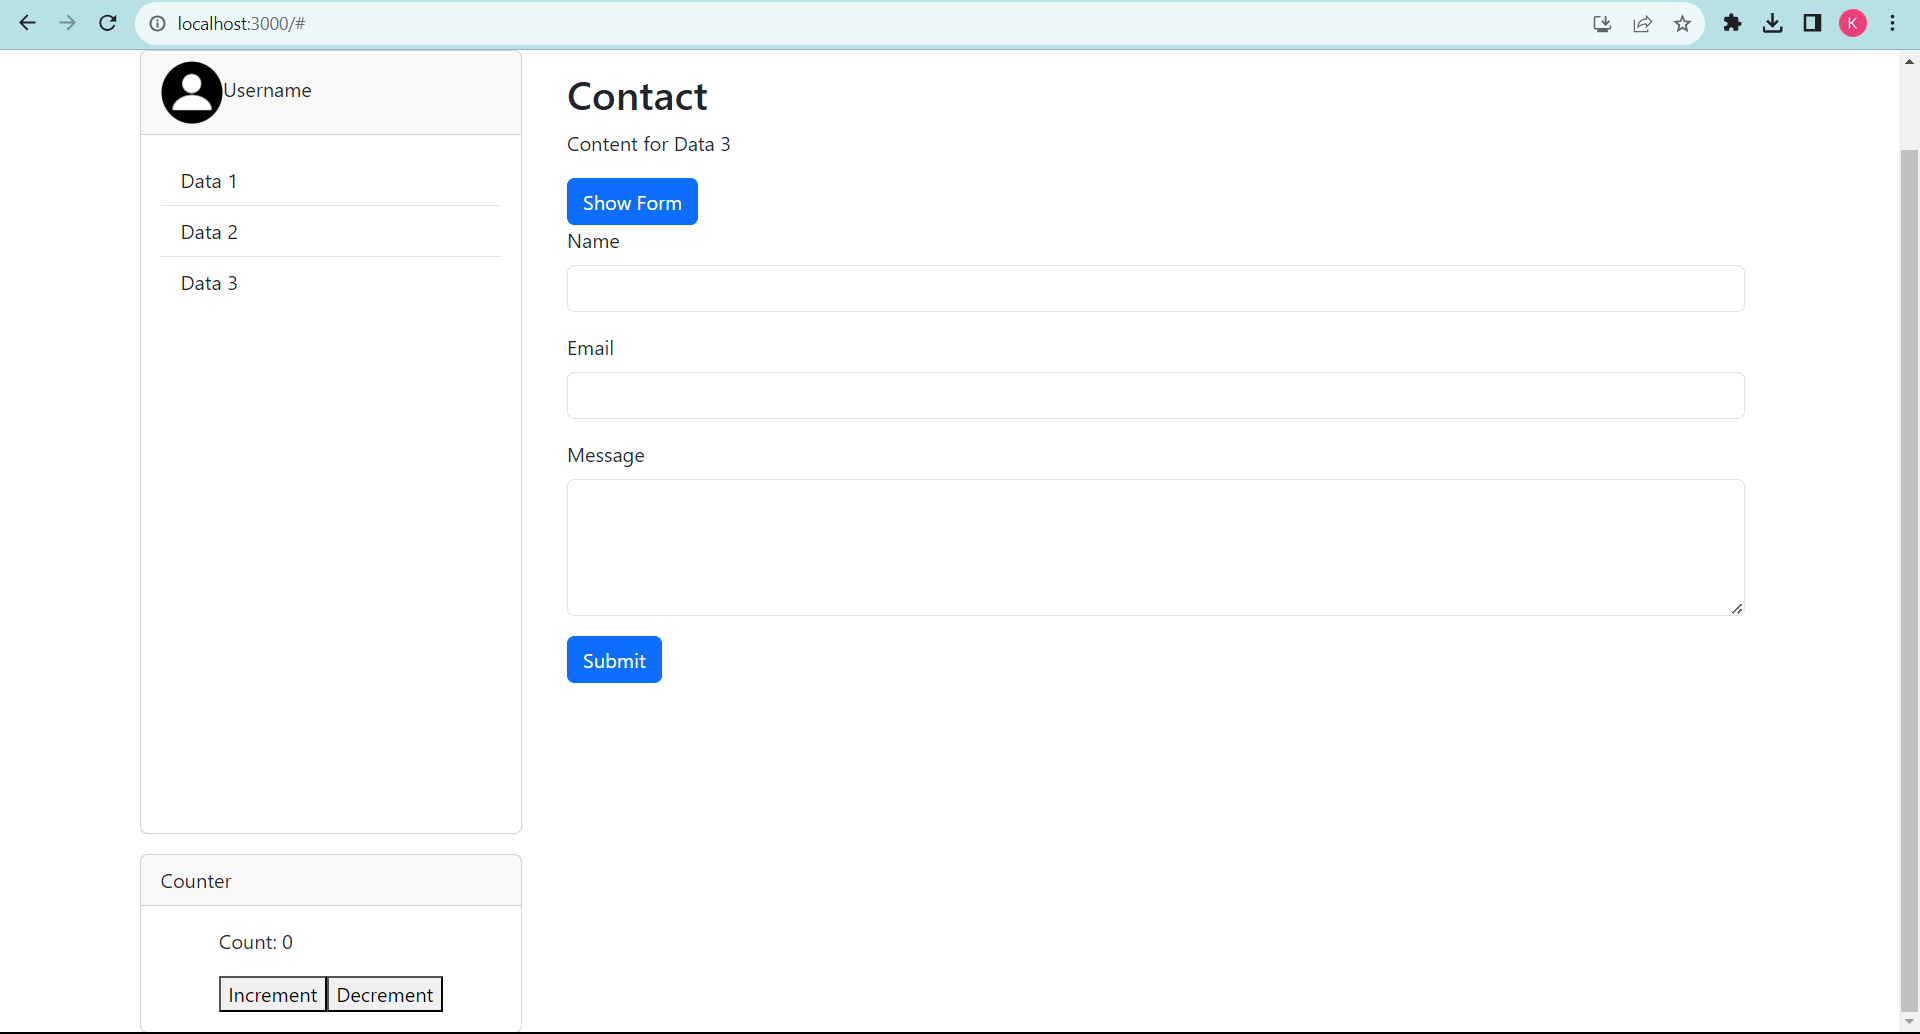 localhost:3000/#
K
Username
Data 1
Data 2
Data 3
Contact
Content for Data 3
Show Form
Name
Email
Message
Submit
Counter
Count: 0
Increment Decrement